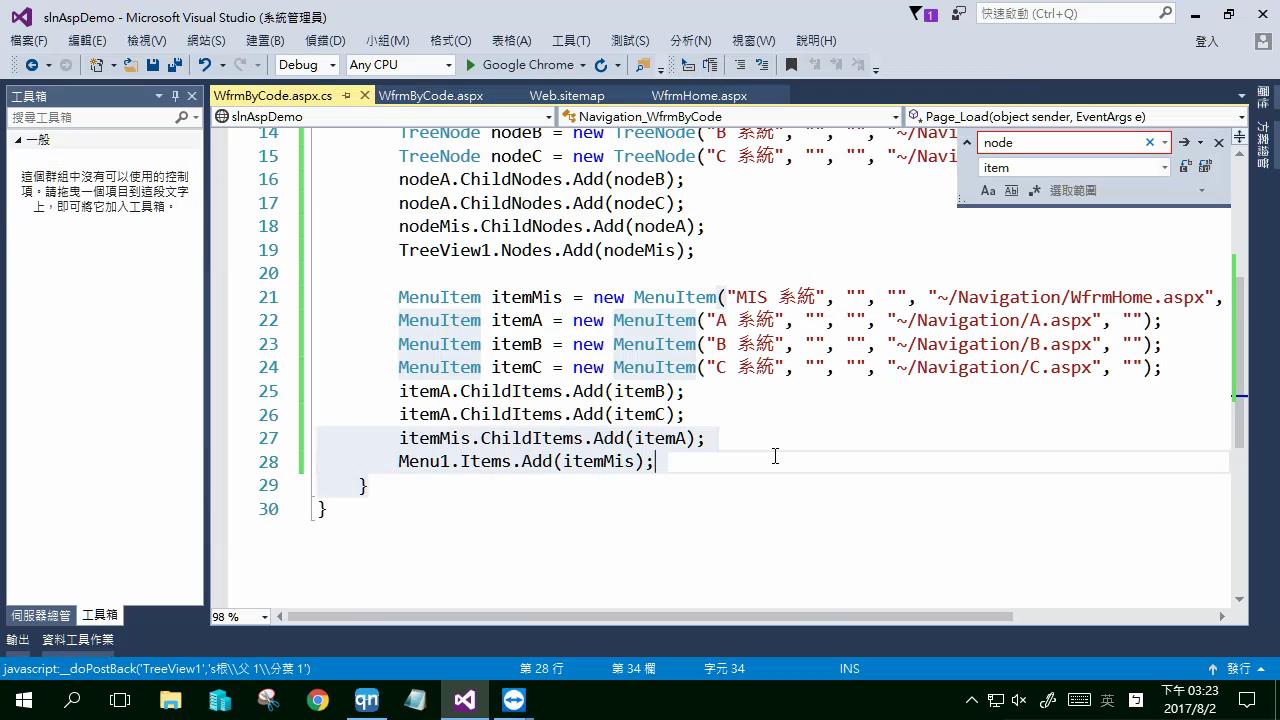 slnAspDemo - Microsoft Visual Studio (系統管理員)
1
快速啟動 (Ctrl+Q)
檔案(F) 編輯(E) 檢視(V) 網站(S) 建置(B) 偵錯(D) 小組(M) 格式(O) 表格(A) 工具(T) 測試(S) 分析(N) 視窗(W) 說明(H) 登入
Debug Any CPU Google Chrome
工具箱
WfrmByCode.aspx.cs WfrmByCode.aspx Web.sitemap WfrmHome.aspx
搜尋工具箱
slnAspDemo Navigation_WfrmByCode Page_Load(object sender, EventArgs e)
一般
這個群組中沒有可以使用的控制
項。請拖曳一個項目到這段文字
上，即可將它加入工具箱。
node
item
Aa Ab 選取範圍
14 TreeNode nodeB = new TreeNode("B 系統", "", "", "~/Navi
15 TreeNode nodeC = new TreeNode("C 系統", "", "", "~/Navi
16 nodeA.ChildNodes.Add(nodeB);
17 nodeA.ChildNodes.Add(nodeC);
18 nodeMis.ChildNodes.Add(nodeA);
19 TreeView1.Nodes.Add(nodeMis);
20
21 MenuItem itemMis = new MenuItem("MIS 系統", "", "", "~/Navigation/WfrmHome.aspx",
22 MenuItem itemA = new MenuItem("A 系統", "", "", "~/Navigation/A.aspx", "");
23 MenuItem itemB = new MenuItem("B 系統", "", "", "~/Navigation/B.aspx", "");
24 MenuItem itemC = new MenuItem("C 系統", "", "", "~/Navigation/C.aspx", "");
25 itemA.ChildItems.Add(itemB);
26 itemA.ChildItems.Add(itemC);
27 itemMis.ChildItems.Add(itemA);
28 Menu1.Items.Add(itemMis);
29 }
30 }
屬性
方案總管
伺服器總管 工具箱
98 %
輸出 資料工具作業
javascript:__doPostBack('TreeView1','s根\\父 1\\分葉 1') 第 28 行 第 34 欄 字元 34 INS 發行
qn
英
下午 03:23
2017/8/2